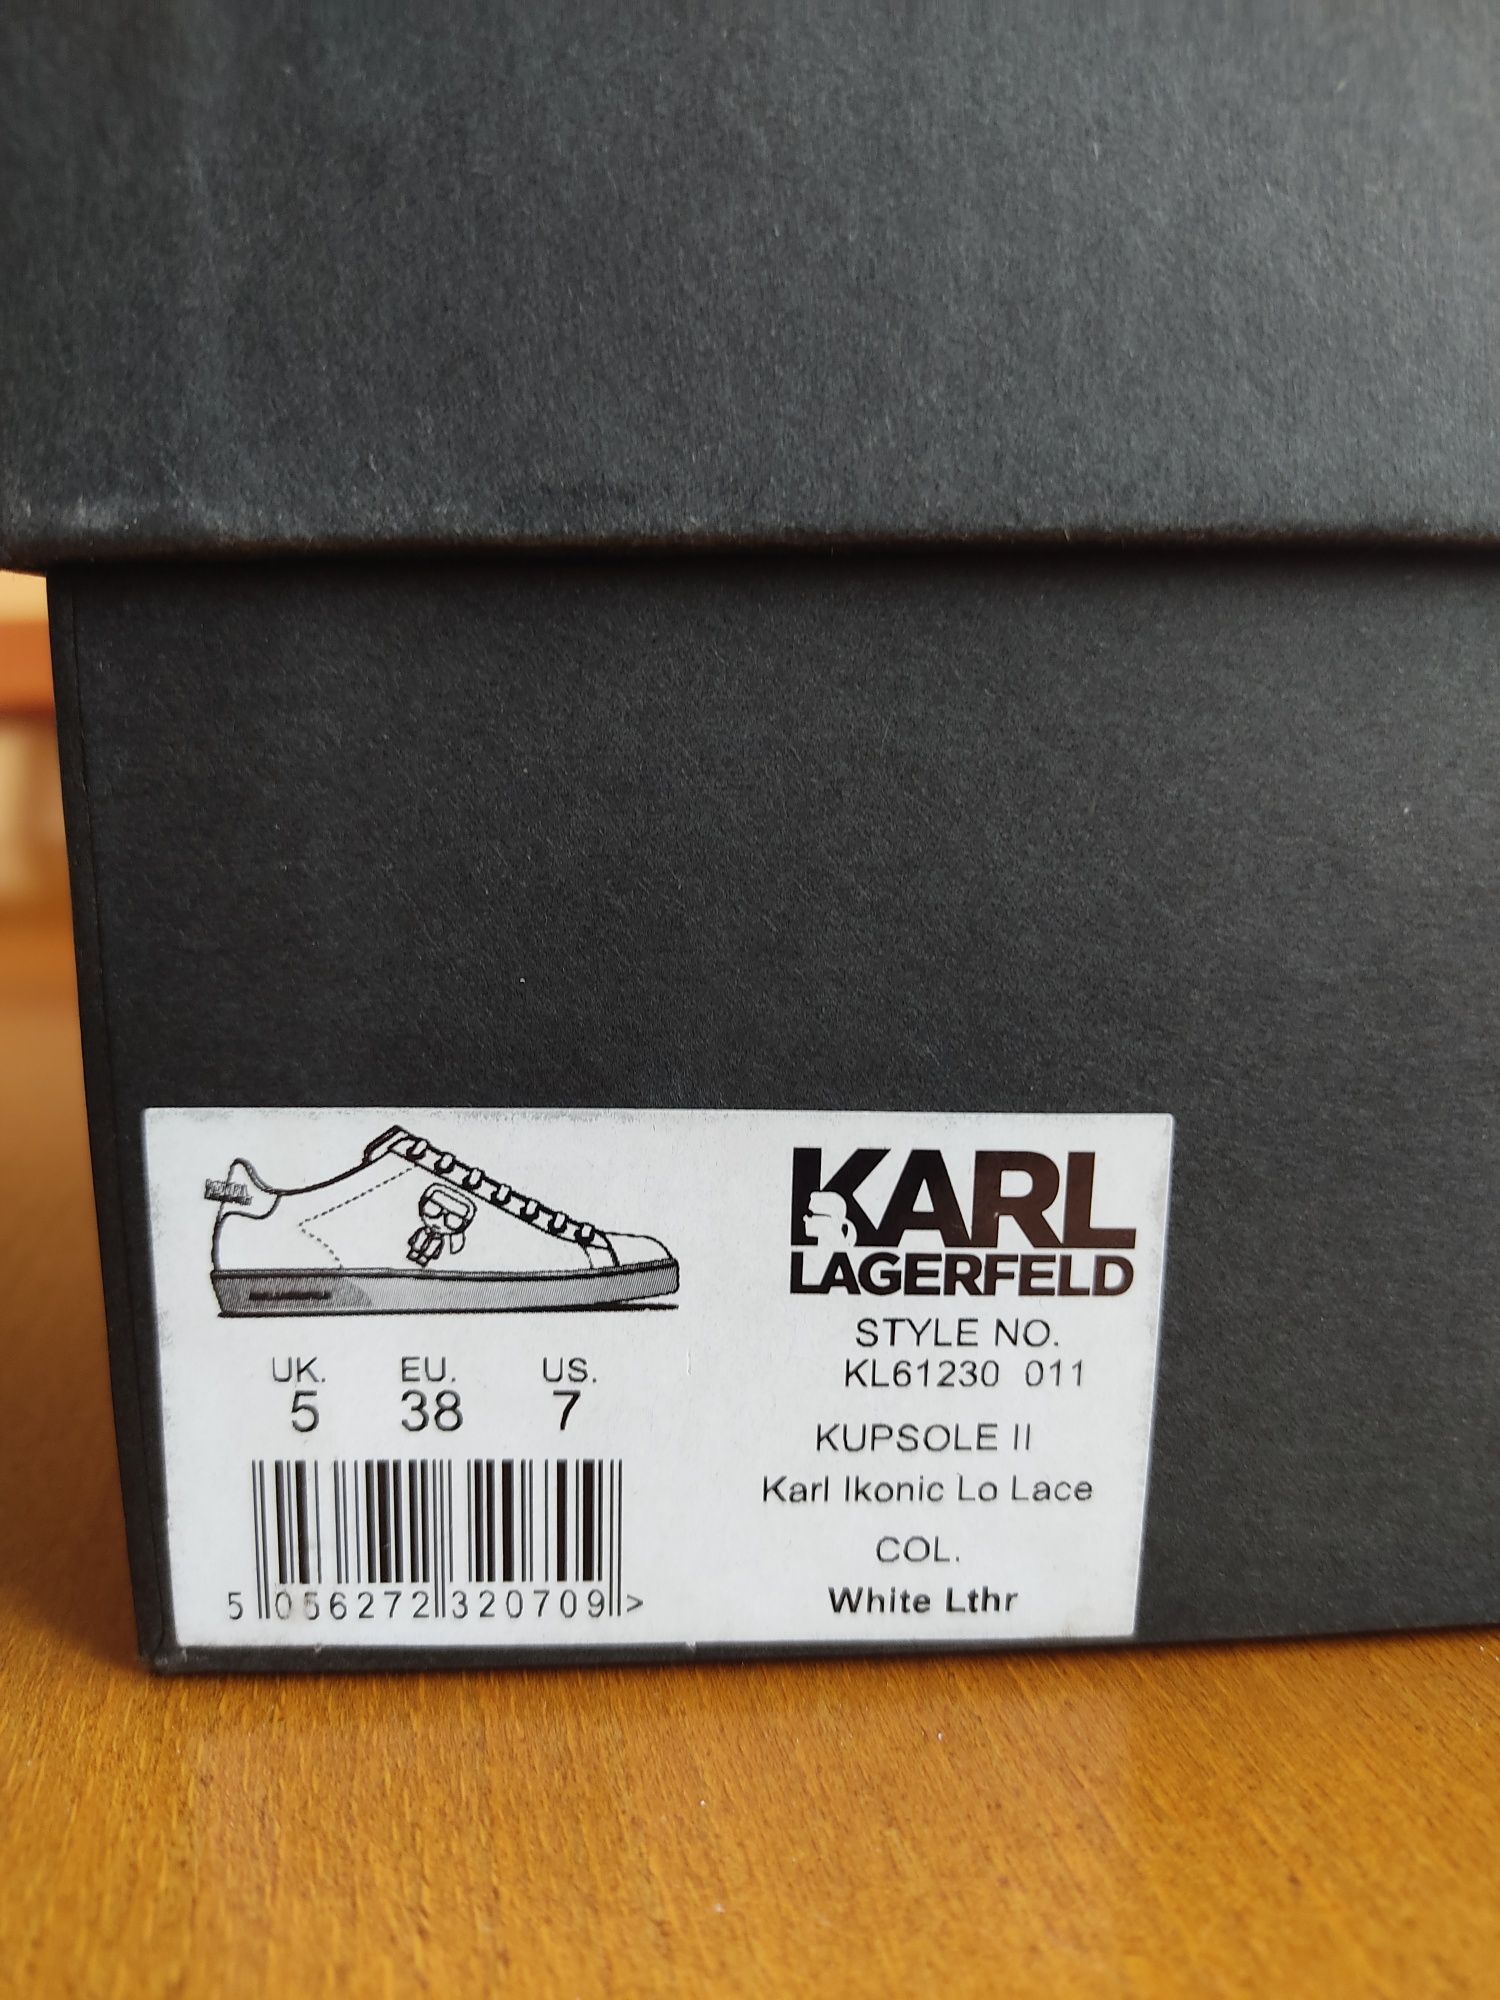 KARL
LAGERFELD
STYLE NO.
KL61230 011
KUPSOLE II
Karl Ikonic Lo Lace
COL.
White Lthr
UK. EU. US.
5 38 7
5 056272 320709 >